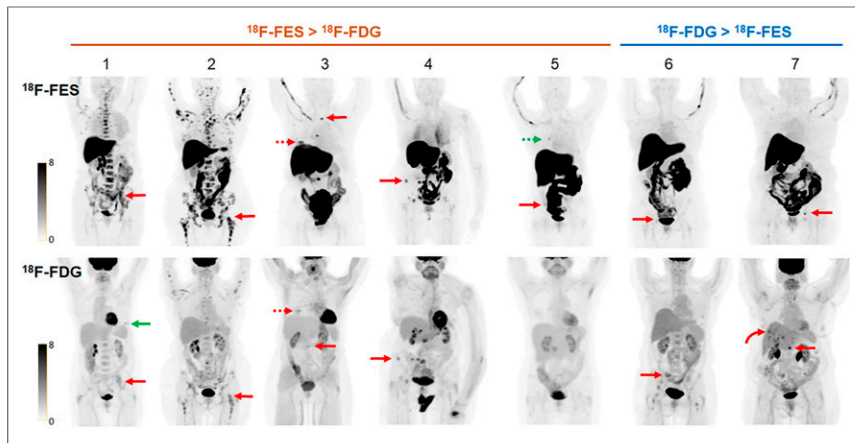 ¹⁸F-FES > ¹⁸F-FDG
¹⁸F-FDG > ¹⁸F-FES
1 2 3 4 5 6 7
¹⁸F-FES
8
0
¹⁸F-FDG
8
0